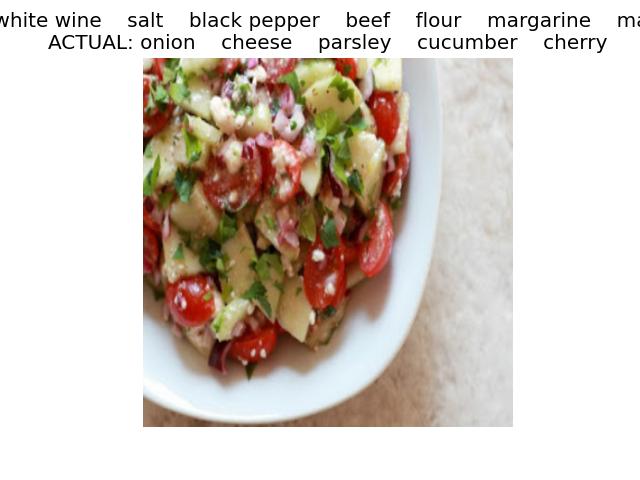 white wine salt black pepper beef flour margarine
ACTUAL: onion cheese parsley cucumber cherry